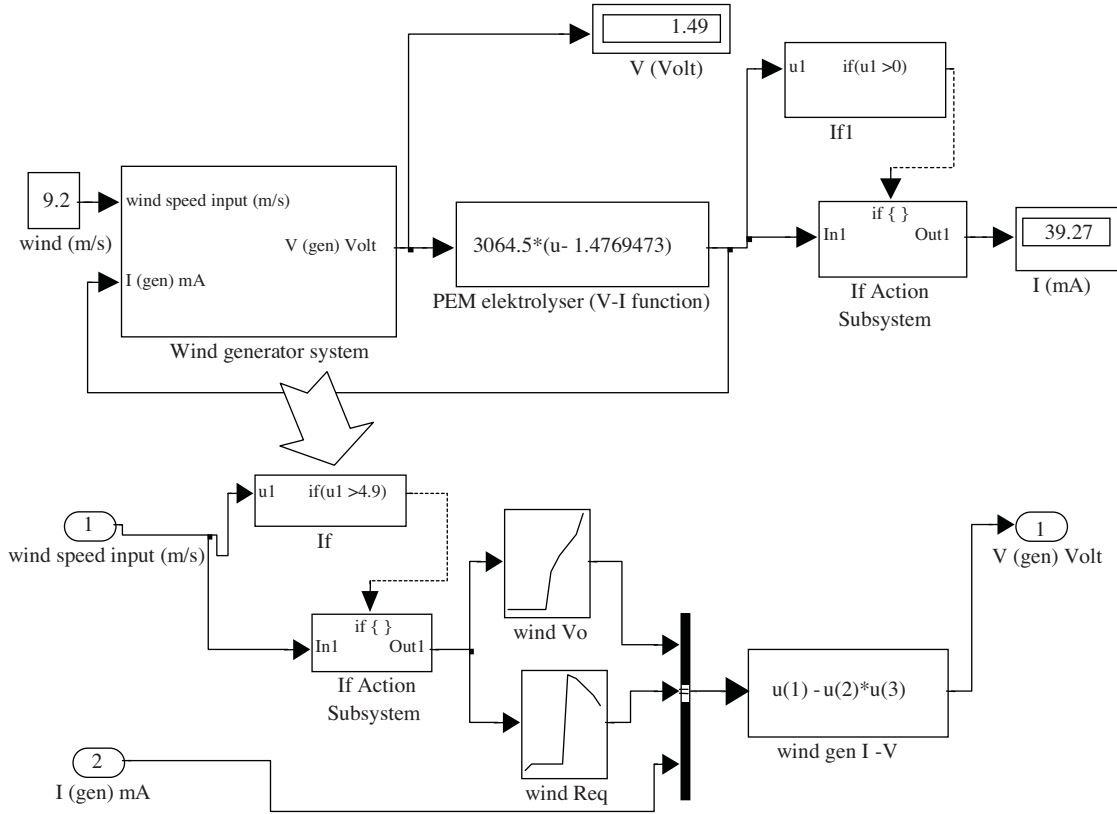 1.49
V (Volt)
u1 if(u1 >0)
If1
9.2
wind (m/s)
wind speed input (m/s)
V (gen) Volt
I (gen) mA
Wind generator system
3064.5*(u- 1.4769473)
PEM elektrolyser (V-I function)
if { }
In1 Out1
If Action
Subsystem
39.27
I (mA)
u1 if(u1 >4.9)
If
1
wind speed input (m/s)
if { }
In1 Out1
If Action
Subsystem
wind Vo
wind Req
u(1) -u(2)*u(3)
wind gen I -V
1
V (gen) Volt
2
I (gen) mA